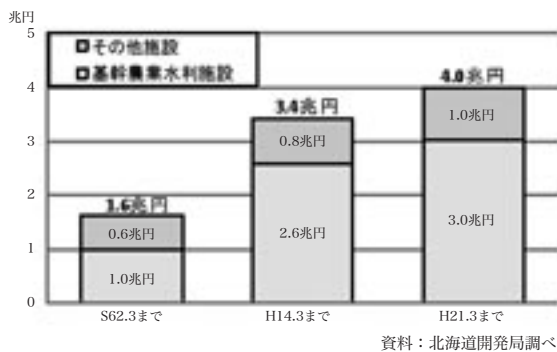 兆円
5
4
3
2
1
0
その他施設
基幹農業水利施設
1.6兆円
0.6兆円
1.0兆円
3.4兆円
0.8兆円
2.6兆円
4.0兆円
1.0兆円
3.0兆円
S62.3まで
H14.3まで
H21.3まで
資料：北海道開発局調べ